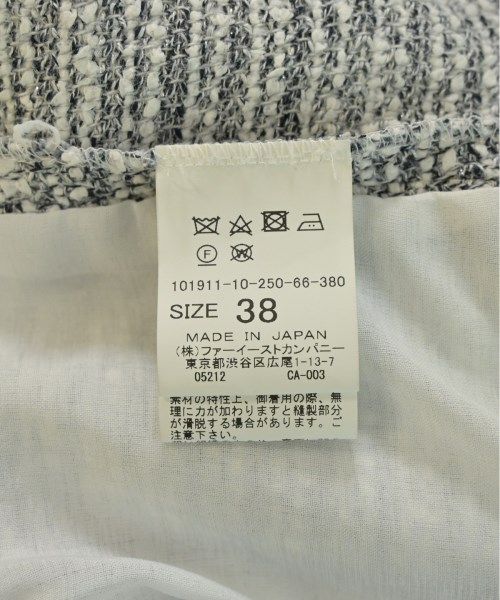 F
W
101911-10-250-66-380
SIZE 38
MADE IN JAPAN
(株)ファーイーストカンパニー
東京都渋谷区広尾1-13-7
05212 CA-003
素材の特性上、御着用の際、無
理に力が加わりますと縫製部分
が滑脱する場合があります。ご
注意下さい。